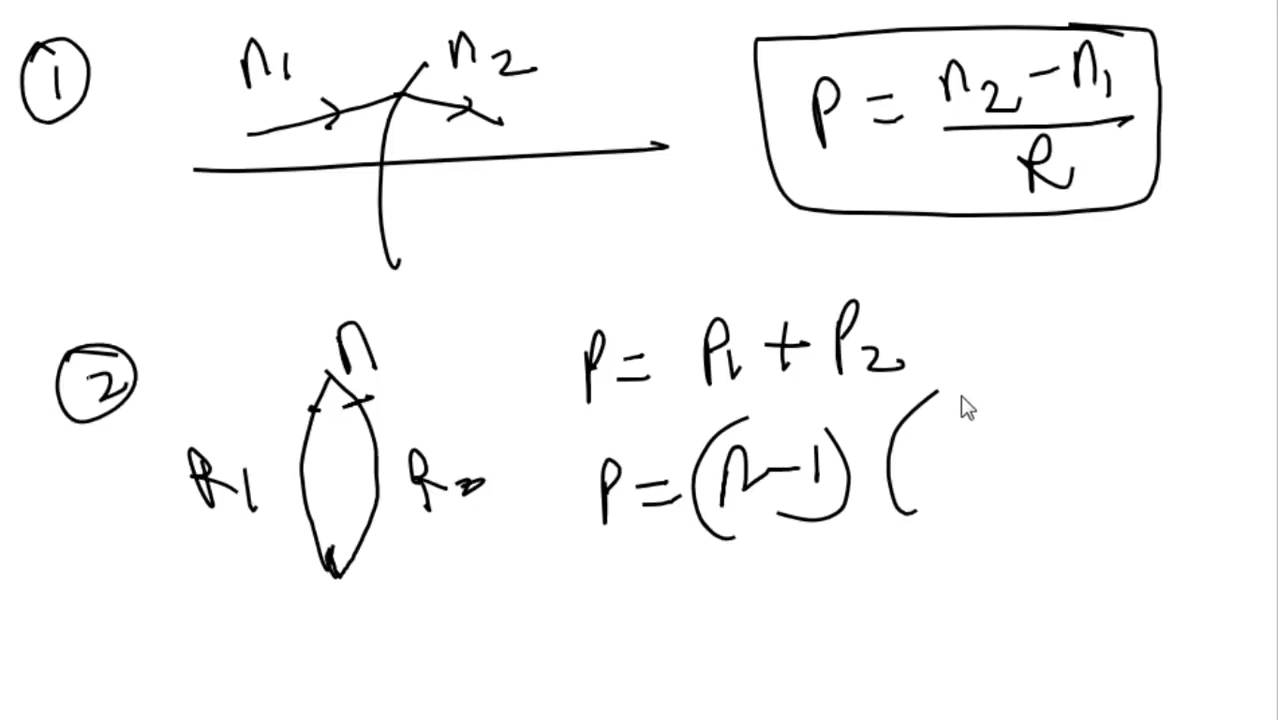 ① n₁ n₂ P = (n₂ - n₁)/R
② n P = P₁ + P₂
R₁ R₂ P = (n-1) (